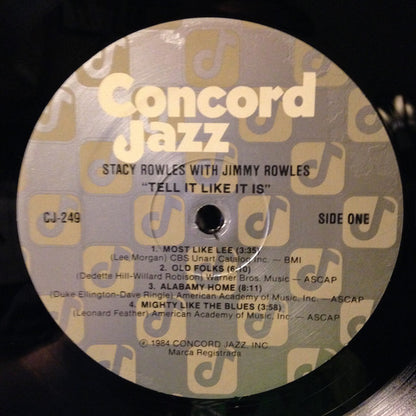 Concord
Jazz
STACY ROWLES WITH JIMMY ROWLES
"TELL IT LIKE IT IS"
CJ-249 SIDE ONE
1. MOST LIKE LEE (3:35)
(Lee Morgan) CBS Unart Catalog Inc. — BMI
2. OLD FOLKS (6:10)
(Dedette Hill-Willard Robison) Warner Bros. Music — ASCAP
3. ALABAMY HOME (8:11)
(Duke Ellington-Dave Ringle) American Academy of Music, Inc. — ASCAP
4. MIGHTY LIKE THE BLUES (3:58)
(Leonard Feather) American Academy of Music, Inc. — ASCAP
℗ 1984 CONCORD JAZZ, INC.
Marca Registrada